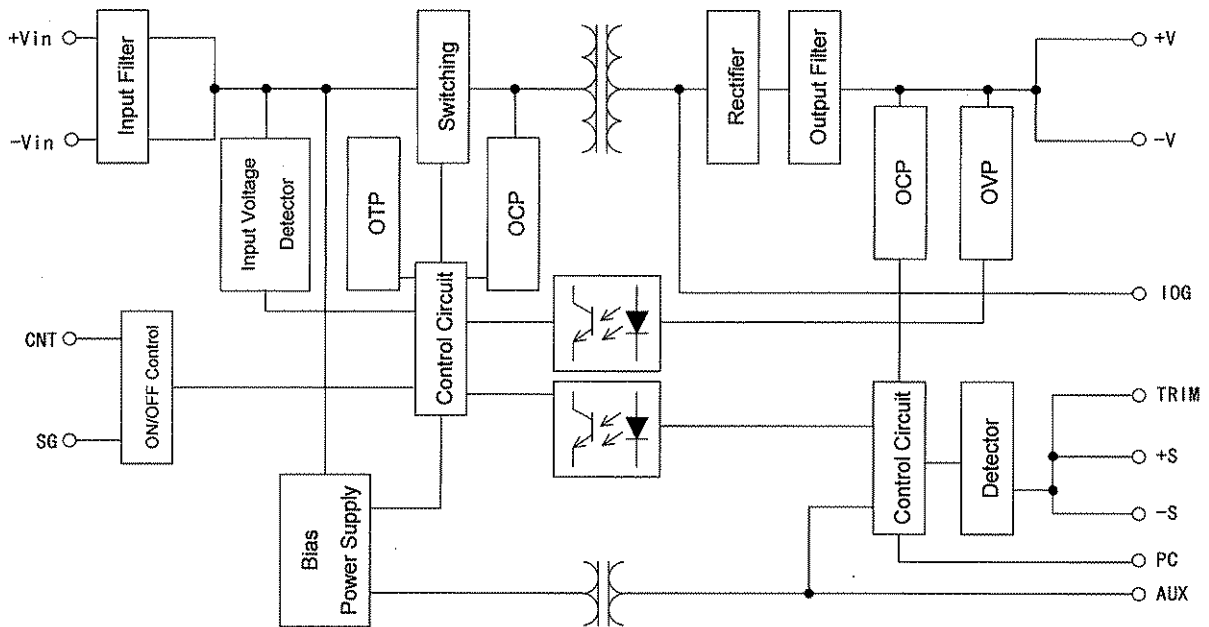 +Vin
-Vin
Input Filter
Switching
Rectifier
Output Filter
+V
-V
Input Voltage
Detector
OTP
OCP
OCP
OVP
Control Circuit
IOG
CNT
SG
ON/OFF Control
Control Circuit
Detector
TRIM
+S
-S
PC
AUX
Bias
Power Supply